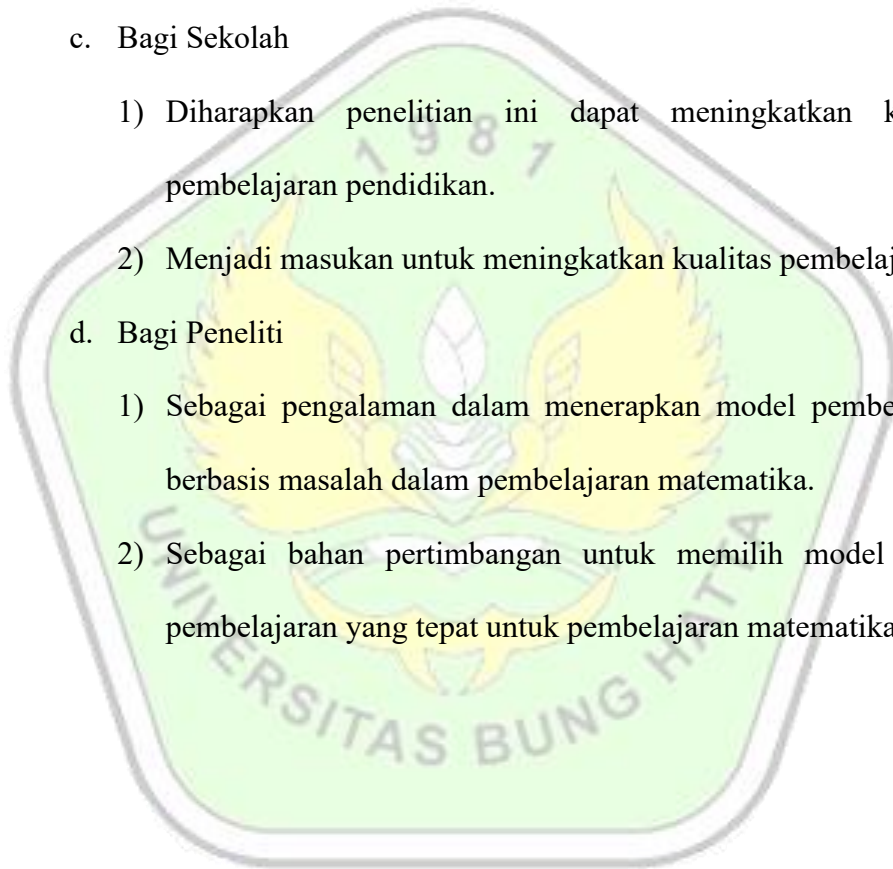 c. Bagi Sekolah
1) Diharapkan penelitian ini dapat meningkatkan
pembelajaran pendidikan.
2) Menjadi masukan untuk meningkatkan kualitas
d. Bagi Peneliti
1) Sebagai pengalaman dalam menerapkan model
berbasis masalah dalam pembelajaran matematika.
2) Sebagai bahan pertimbangan untuk memilih model
pembelajaran yang tepat untuk pembelajaran matematika
1981
UNIVERSITAS BUNG HATTA